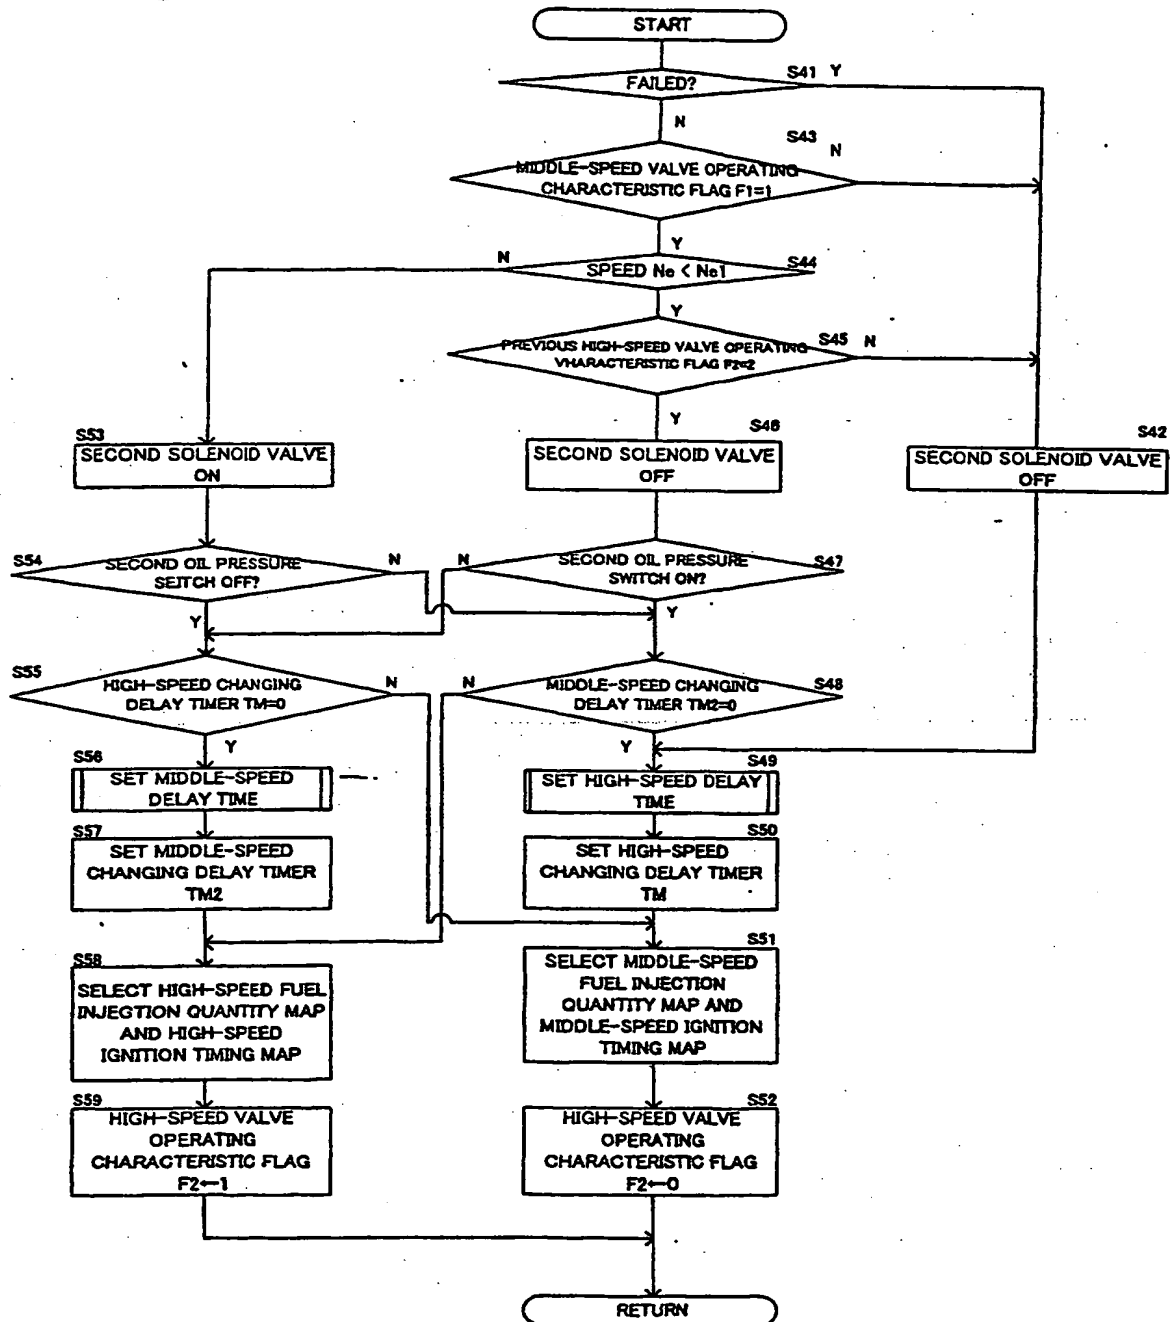 START
S41 Y
FAILED?
N
S43
N
MIDDLE-SPEED VALVE OPERATING
CHARACTERISTIC FLAG F1=1
Y
N
S44
SPEED Ne < Ne1
Y
S45 N
PREVIOUS HIGH-SPEED VALVE OPERATING
VHARACTERISTIC FLAG F2=2
Y
S53
SECOND SOLENOID VALVE
ON
S46
SECOND SOLENOID VALVE
OFF
S42
SECOND SOLENOID VALVE
OFF
S54
SECOND OIL PRESSURE
SEITCH OFF?
N
Y
N
SECOND OIL PRESSURE
SWITCH ON?
S47
Y
S55
HIGH-SPEED CHANGING
DELAY TIMER TM=0
N
Y
N
MIDDLE-SPEED CHANGING
DELAY TIMER TM2=0
S48
Y
S56
SET MIDDLE-SPEED
DELAY TIME
S49
SET HIGH-SPEED DELAY
TIME
S57
SET MIDDLE-SPEED
CHANGING DELAY TIMER
TM2
S50
SET HIGH-SPEED
CHANGING DELAY TIMER
TM
S58
SELECT HIGH-SPEED FUEL
INJECTION QUANTITY MAP
AND HIGH-SPEED
IGNITION TIMING MAP
S51
SELECT MIDDLE-SPEED
FUEL INJECTION
QUANTITY MAP AND
MIDDLE-SPEED IGNITION
TIMING MAP
S59
HIGH-SPEED VALVE
OPERATING
CHARACTERISTIC FLAG
F2←1
S52
HIGH-SPEED VALVE
OPERATING
CHARACTERISTIC FLAG
F2←0
RETURN